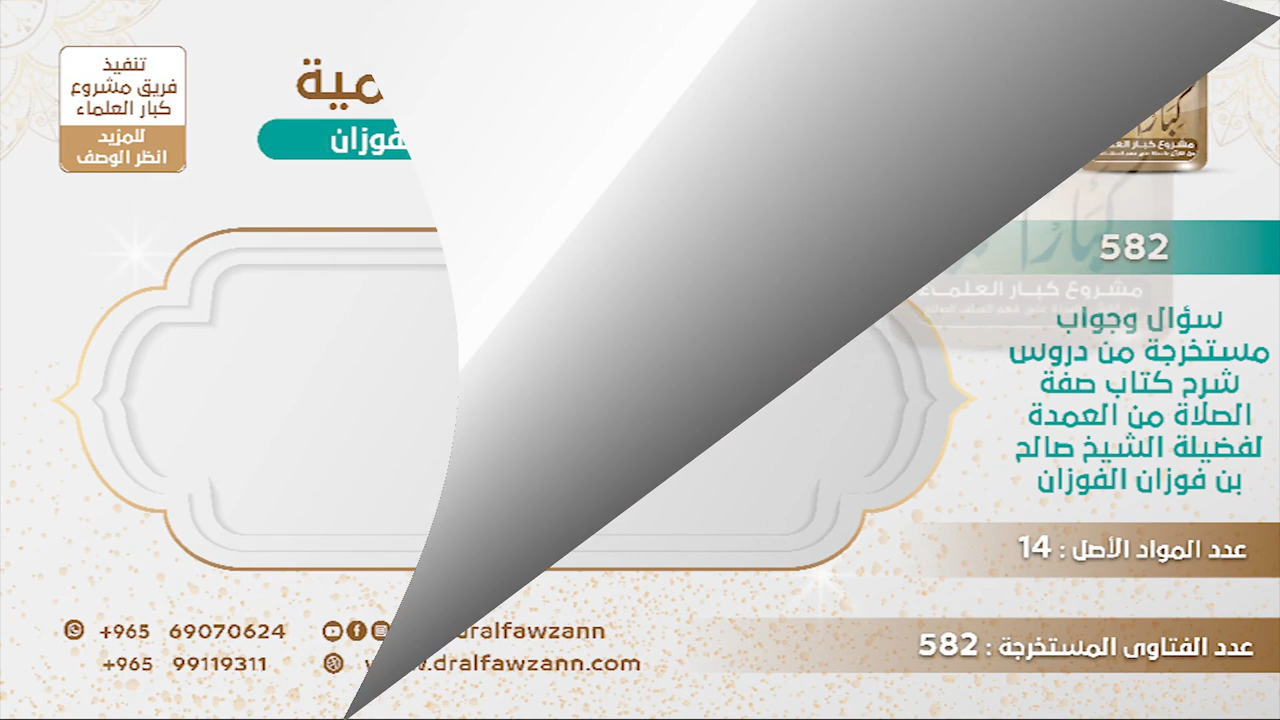 تنفيذ
فريق مشروع
كبار العلماء
للمزيد
انظر الوصف
مشروع كبار
582
مشروع كبار العلماء
سؤال وجواب
مستخرجة من دروس
شرح كتاب صفة
الصلاة من العمدة
لفضيلة الشيخ صالح
بن فوزان الفوزان
عدد المواد الأصل : 14
عدد الفتاوى المستخرجة : 582
+965 69070624
dralfawzann
+965 99119311
.dralfawzann.com